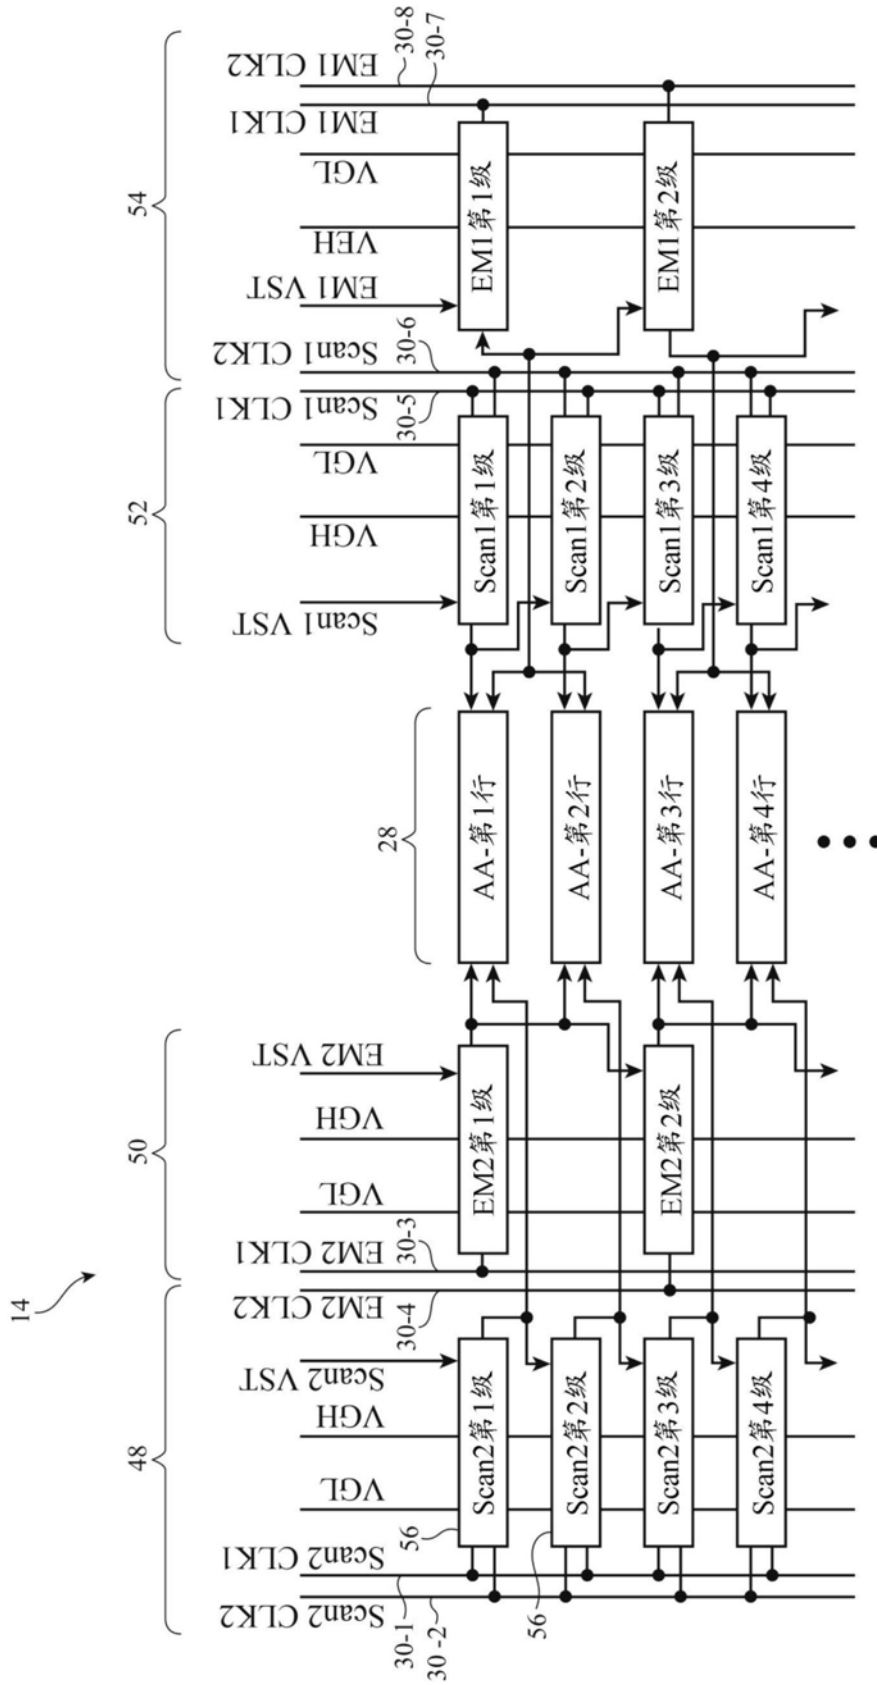 14
48
50
52
54
28
Scan2 CLK2
Scan2 CLK1
VGL
VGH
Scan2 VST
EM2 CLK2
EM2 CLK1
VGL
VGH
EM2 VST
Scan1 VST
VGH
VGL
Scan1 CLK1
Scan1 CLK2
EM1 VST
VEH
VGL
EM1 CLK1
EM1 CLK2
30-1
30-2
30-4
30-3
30-5
30-6
30-7
30-8
56
56
Scan2第1级
EM2第1级
AA-第1行
Scan1第1级
EM1第1级
Scan2第2级
AA-第2行
Scan1第2级
Scan2第3级
EM2第2级
AA-第3行
Scan1第3级
EM1第2级
Scan2第4级
AA-第4行
Scan1第4级